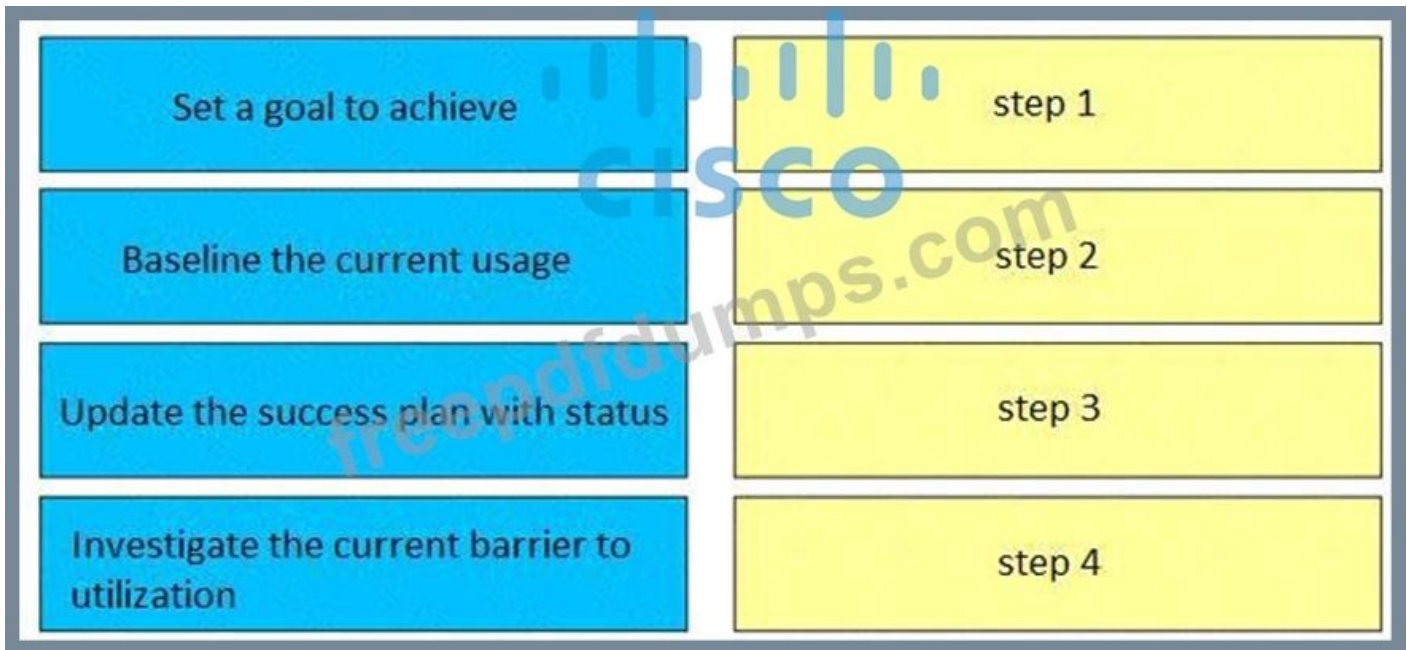 Set a goal to achieve
step 1
CISCO
Baseline the current usage
step 2
freepdfdumps.com
Update the success plan with status
step 3
Investigate the current barrier to
utilization
step 4